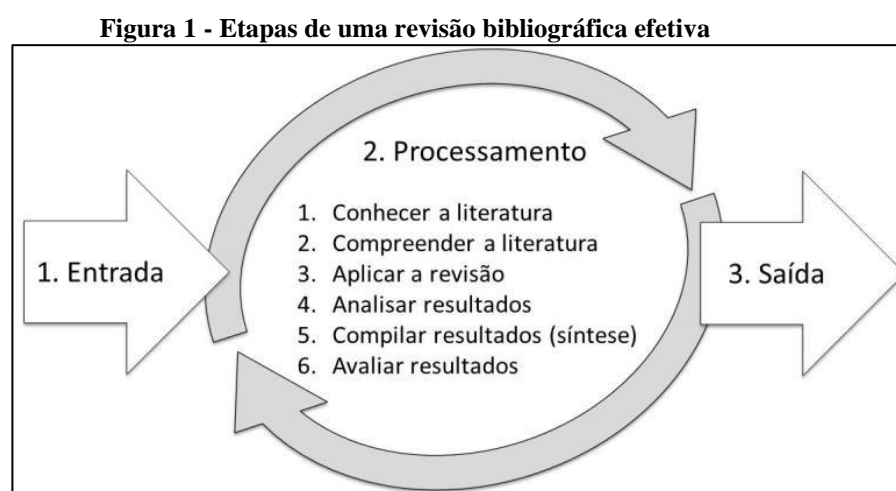 Figura 1 - Etapas de uma revisão bibliográfica efetiva
1. Entrada
2. Processamento
1. Conhecer a literatura
2. Compreender a literatura
3. Aplicar a revisão
4. Analisar resultados
5. Compilar resultados (síntese)
6. Avaliar resultados
3. Saída